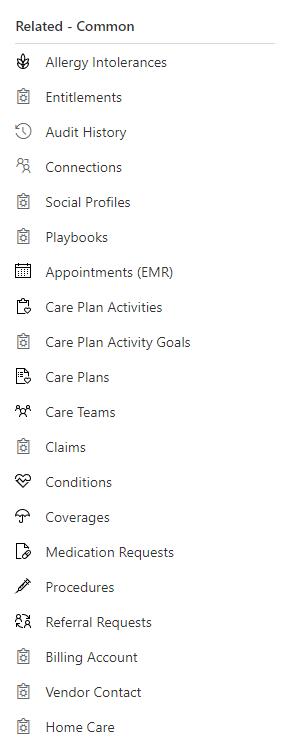 Related - Common
Allergy Intolerances
Entitlements
Audit History
Connections
Social Profiles
Playbooks
Appointments (EMR)
Care Plan Activities
Care Plan Activity Goals
Care Plans
Care Teams
Claims
Conditions
Coverages
Medication Requests
Procedures
Referral Requests
Billing Account
Vendor Contact
Home Care